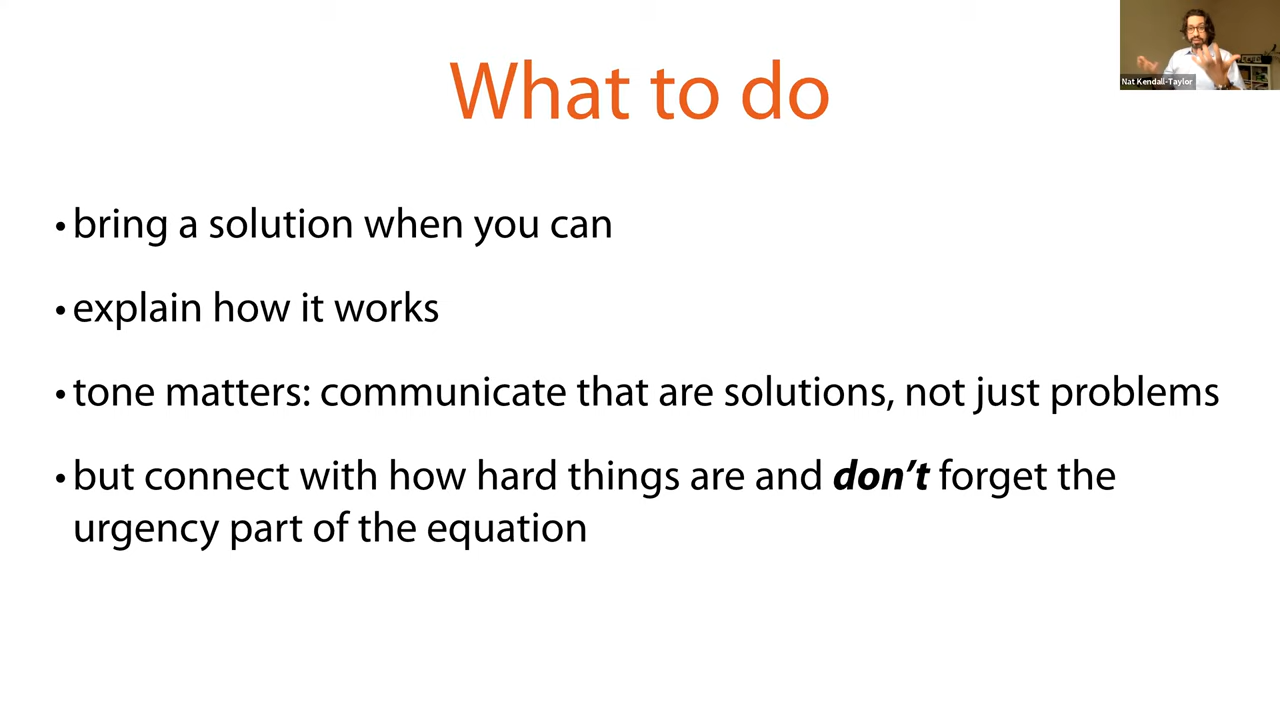 What to do
Nat Kendall-Taylor
• bring a solution when you can
• explain how it works
• tone matters: communicate that are solutions, not just problems
• but connect with how hard things are and don't forget the
urgency part of the equation